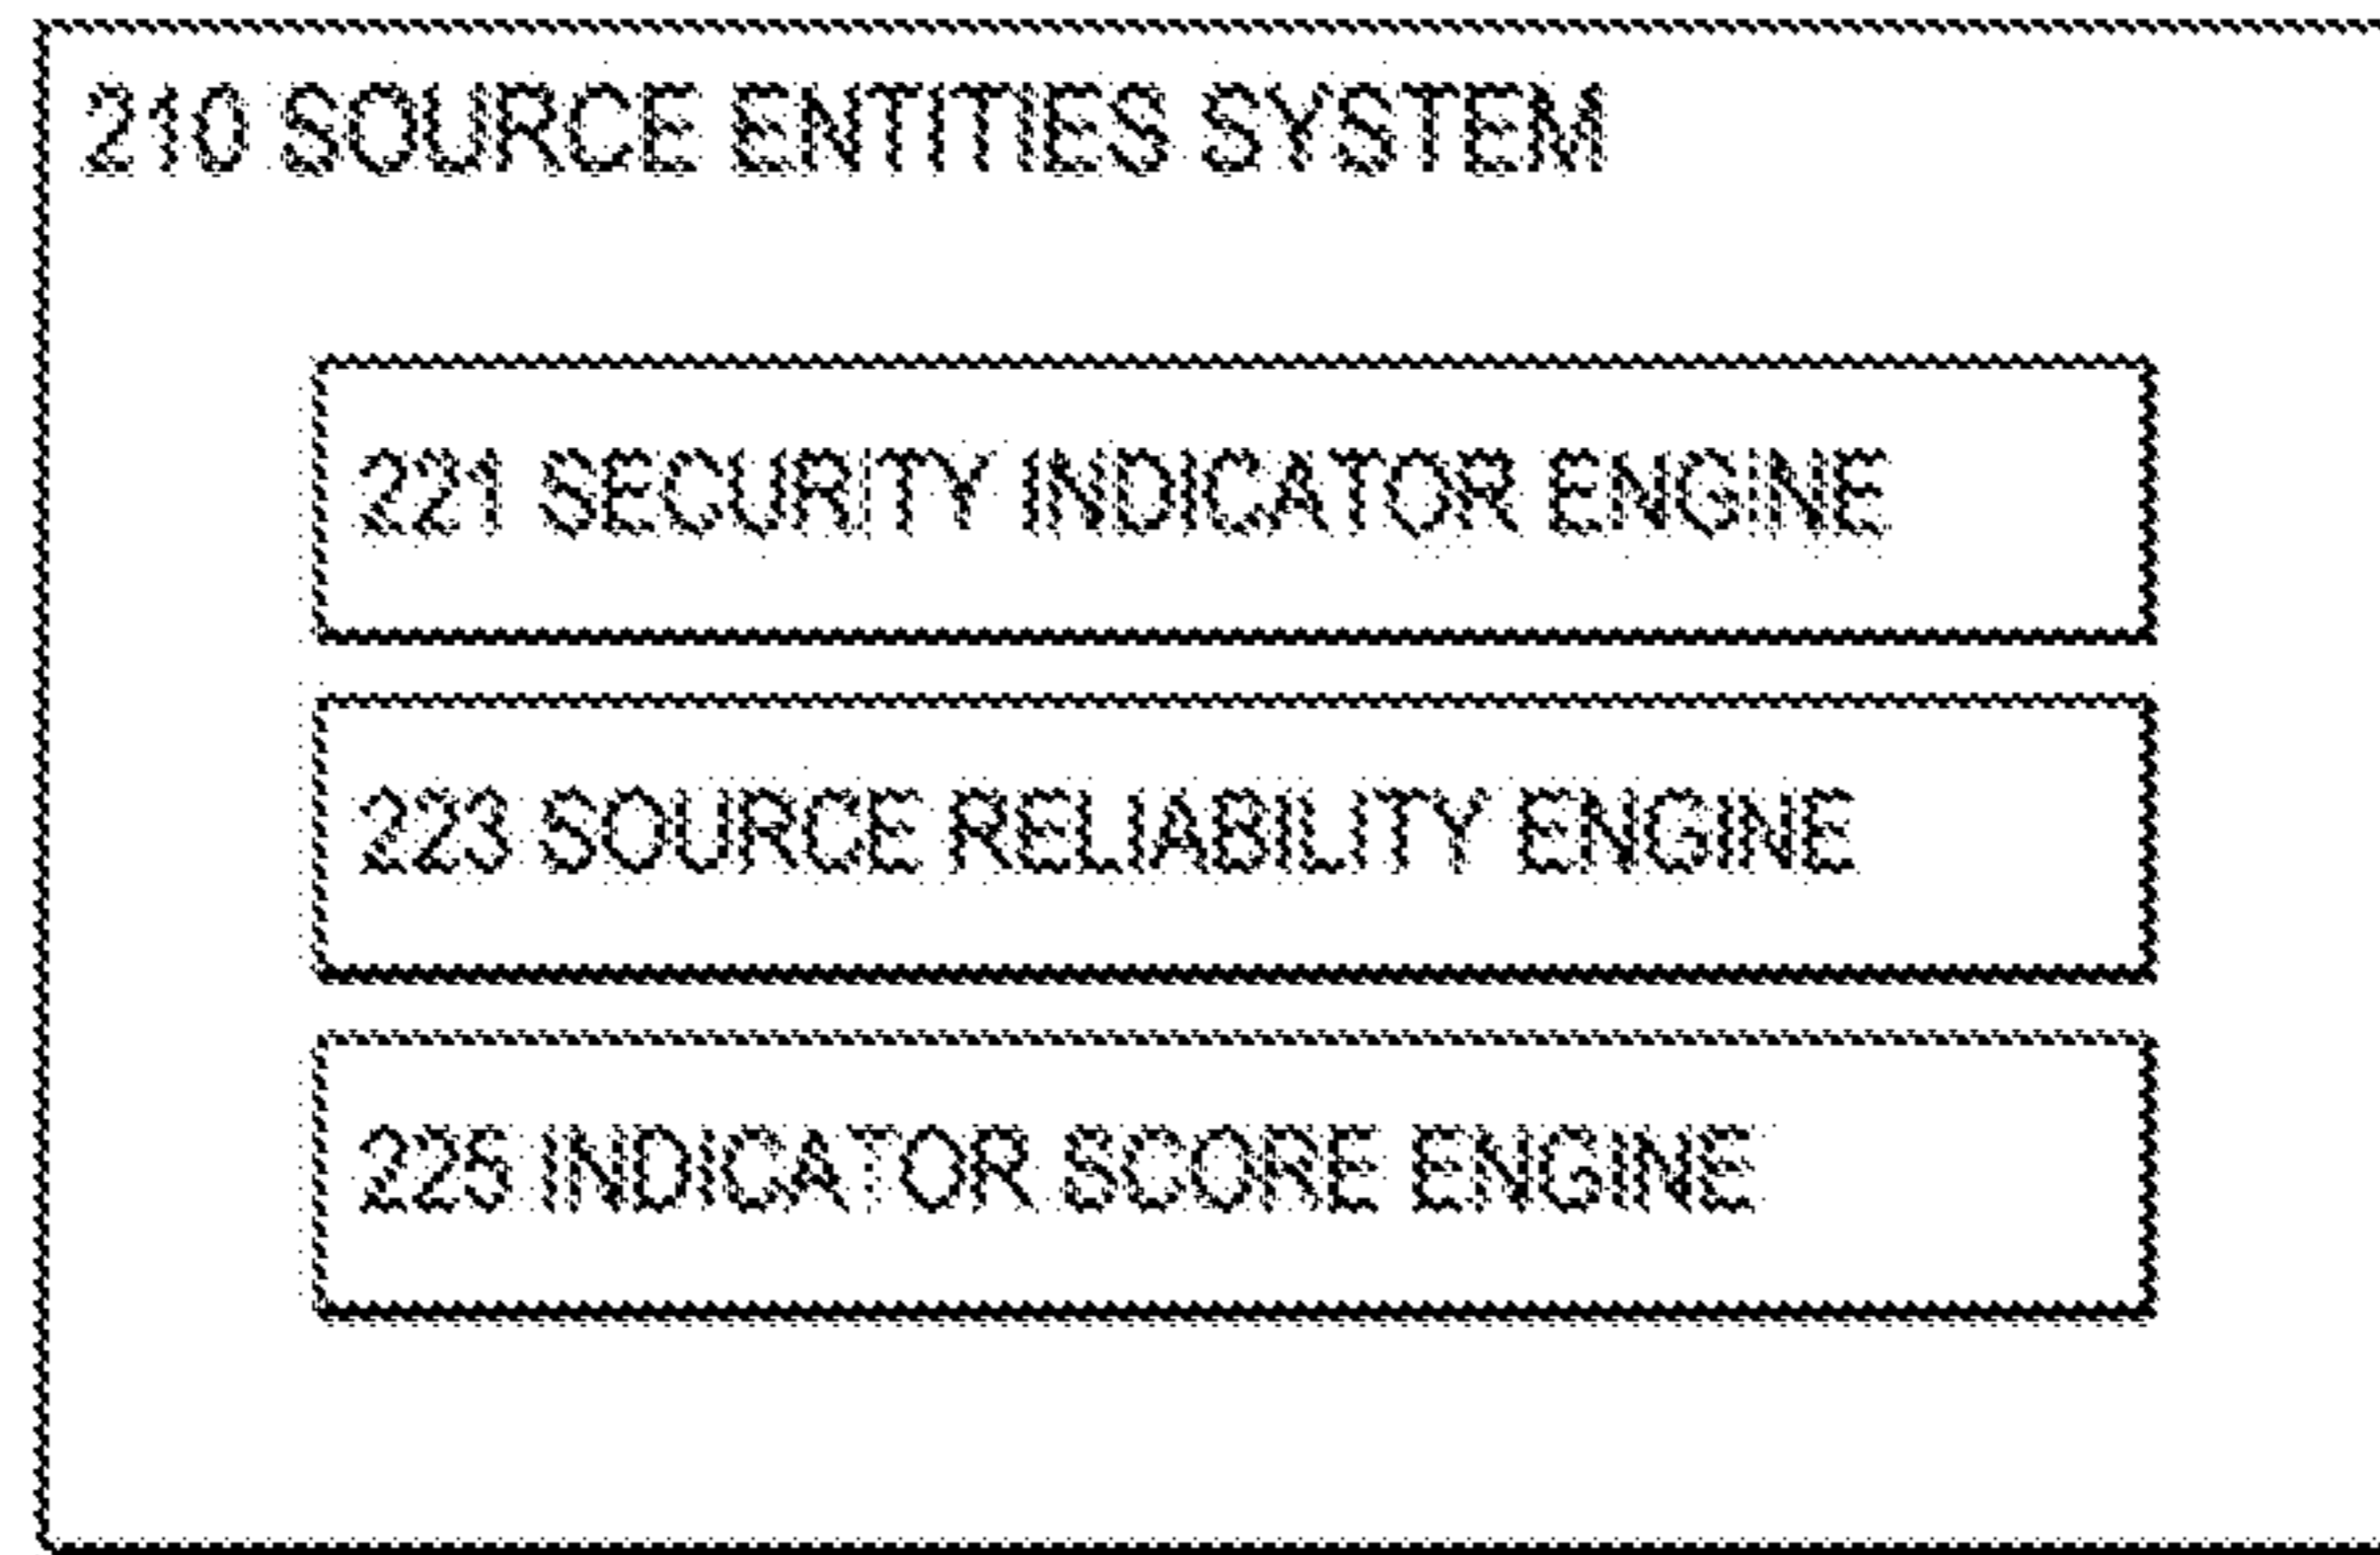 210 SOURCE ENTITIES SYSTEM
221 SECURITY INDICATOR ENGINE
223 SOURCE RELIABILITY ENGINE
225 INDICATOR SCORE ENGINE